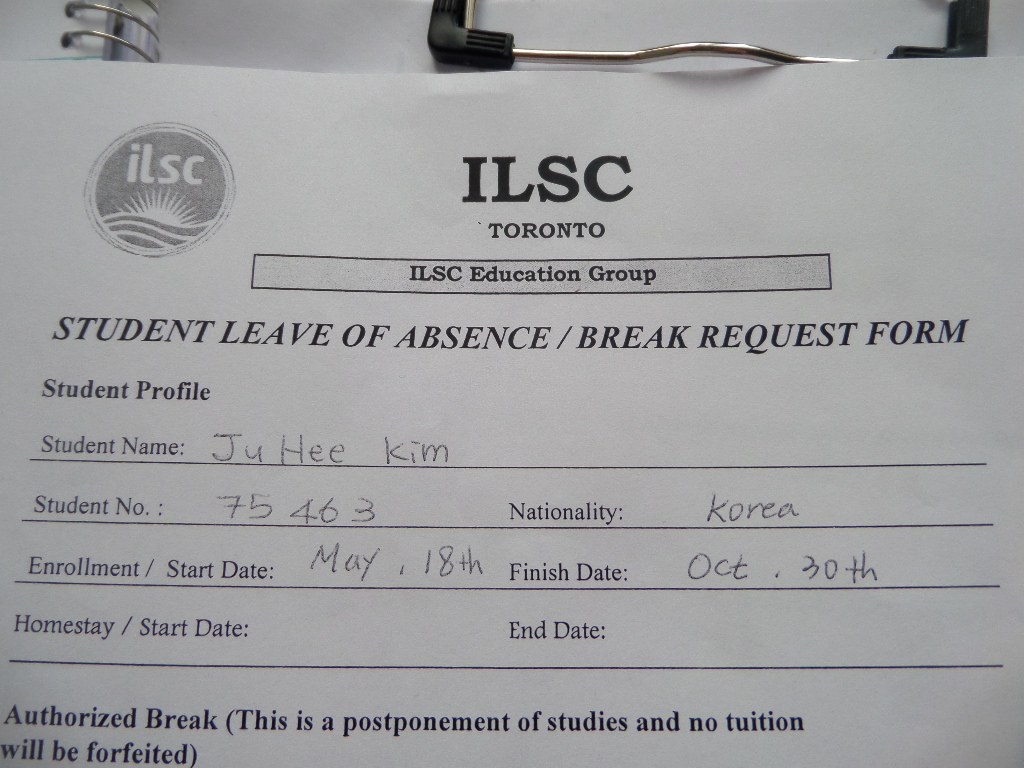 ilsc
ILSC
TORONTO
ILSC Education Group
STUDENT LEAVE OF ABSENCE / BREAK REQUEST FORM
Student Profile
Student Name: Ju Hee Kim
Student No. : 75463 Nationality: Korea
Enrollment / Start Date: May, 18th Finish Date: Oct. 30th
Homestay / Start Date: End Date:
Authorized Break (This is a postponement of studies and no tuition
will be forfeited)